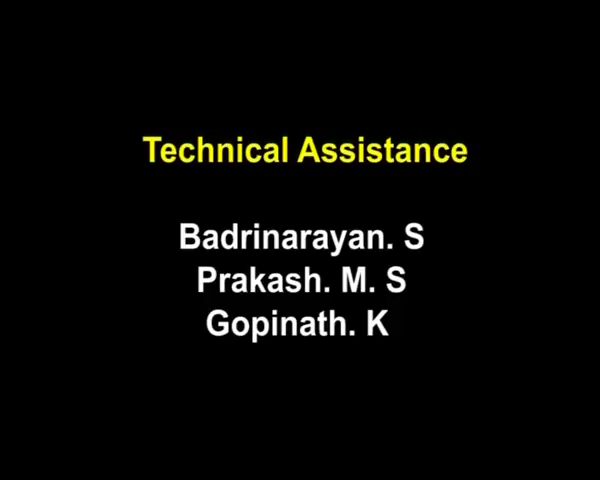 Technical Assistance
Badrinarayan. S
Prakash. M. S
Gopinath. K